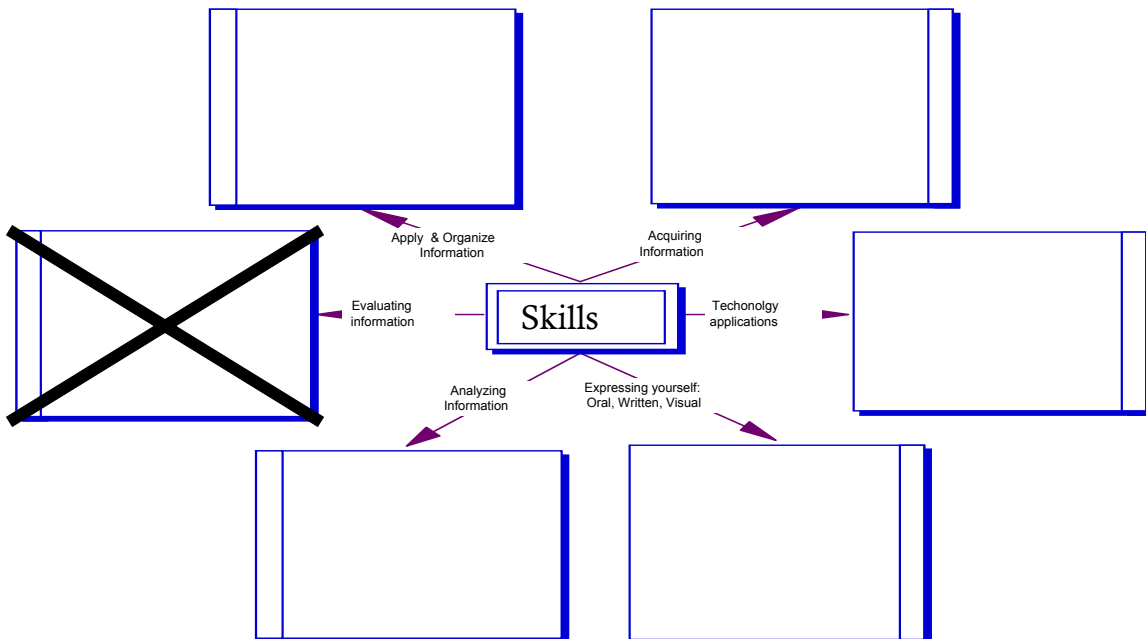 Apply & Organize
Information
Acquiring
Information
Evaluating
information
Skills
Techonolgy
applications
Analyzing
Information
Expressing yourself:
Oral, Written, Visual